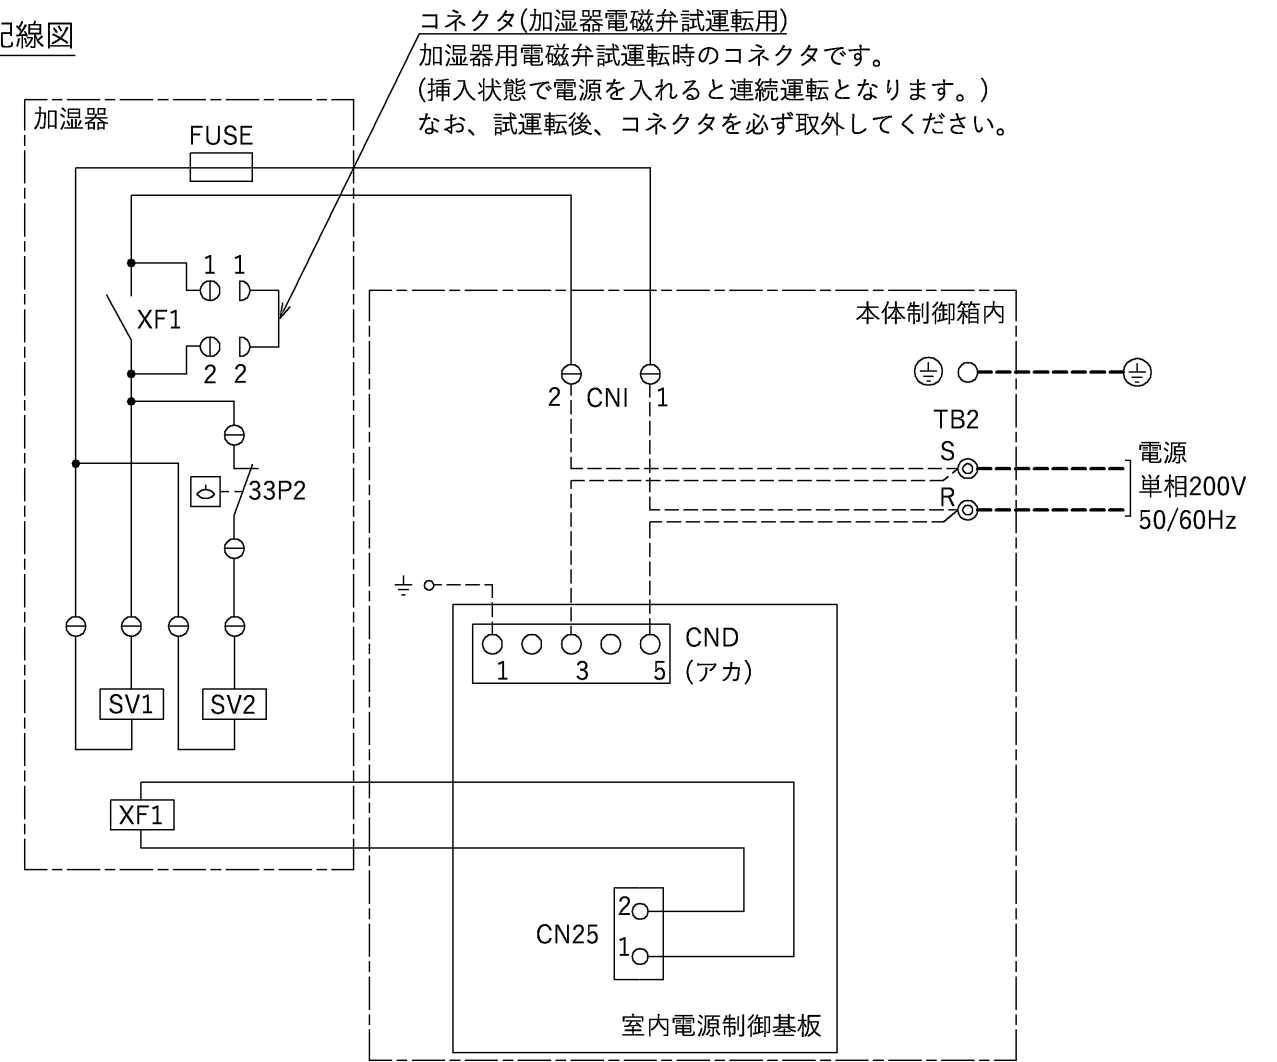 配線図
コネクタ(加湿器電磁弁試運転用)
加湿器用電磁弁試運転時のコネクタです。
(挿入状態で電源を入れると連続運転となります。)
なお、試運転後、コネクタを必ず取外してください。
加湿器
FUSE
1 1
XF1
2 2
本体制御箱内
2 CNI 1
TB2
S
電源
33P2
R
単相200V
50/60Hz
CND
1 3 5
(アカ)
SV1 SV2
XF1
2
CN25
1
室内電源制御基板